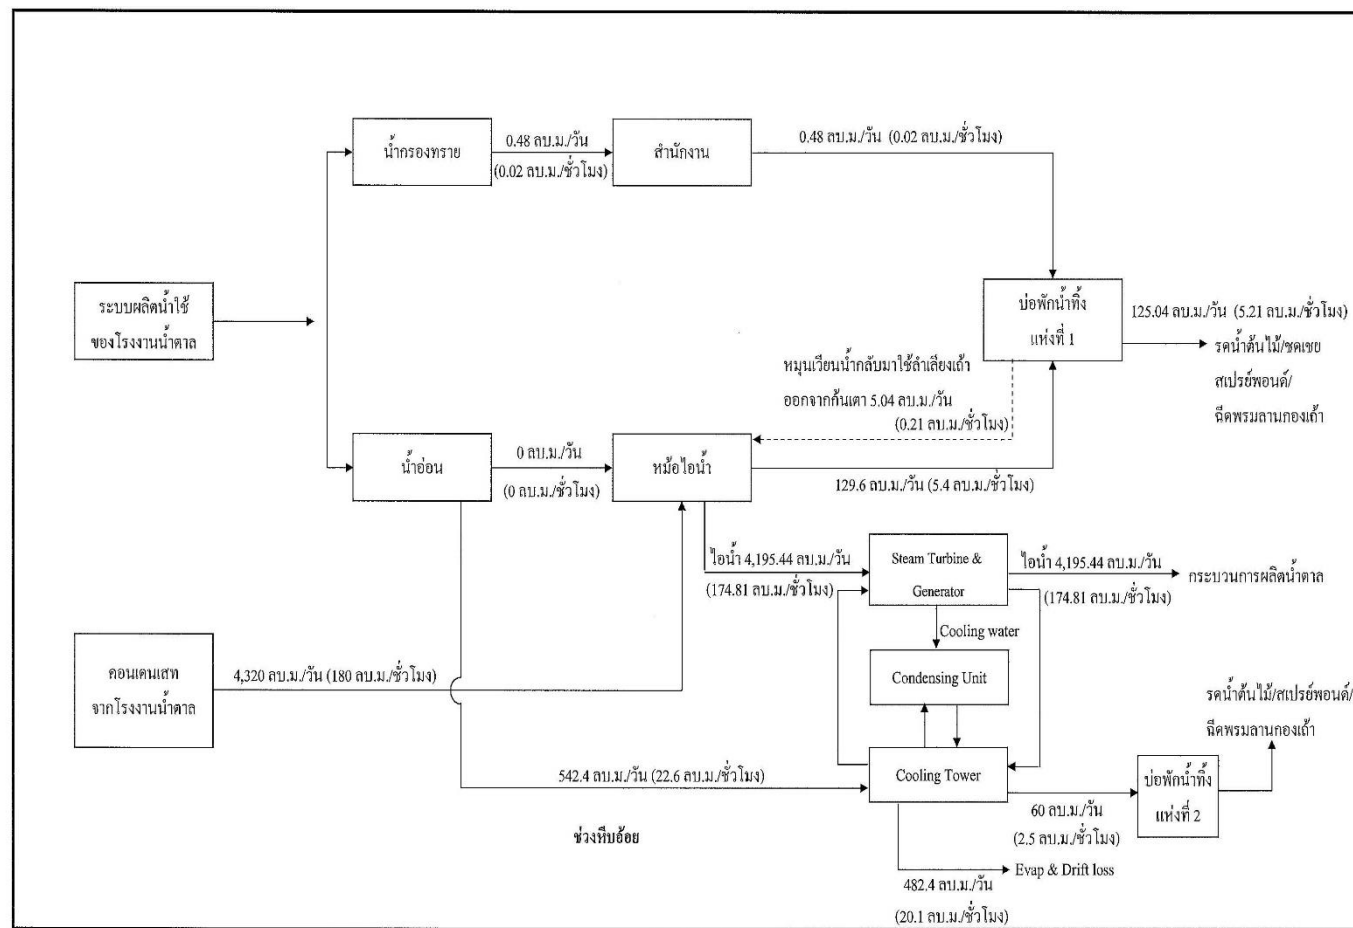 น้ำกรองทราย
0.48 ลบ.ม./วัน
(0.02 ลบ.ม./ชั่วโมง)
สำนักงาน
0.48 ลบ.ม./วัน (0.02 ลบ.ม./ชั่วโมง)
ระบบผลิตน้ำใช้
ของโรงงานน้ำตาล
บ่อพักน้ำทิ้ง
แห่งที่ 1
125.04 ลบ.ม./วัน (5.21 ลบ.ม./ชั่วโมง)
รดน้ำต้นไม้/ชดเชย
สเปรย์พอนด์/
ฉีดพรมลานกองเถ้า
หมุนเวียนน้ำกลับมาใช้ลำเลียงเถ้า
ออกจากก้นเตา 5.04 ลบ.ม./วัน
(0.21 ลบ.ม./ชั่วโมง)
น้ำอ่อน
0 ลบ.ม./วัน
(0 ลบ.ม./ชั่วโมง)
หม้อไอน้ำ
129.6 ลบ.ม./วัน (5.4 ลบ.ม./ชั่วโมง)
ไอน้ำ 4,195.44 ลบ.ม./วัน
(174.81 ลบ.ม./ชั่วโมง)
Steam Turbine &
Generator
ไอน้ำ 4,195.44 ลบ.ม./วัน
(174.81 ลบ.ม./ชั่วโมง)
กระบวนการผลิตน้ำตาล
Cooling water
คอนเดนเสท
จากโรงงานน้ำตาล
4,320 ลบ.ม./วัน (180 ลบ.ม./ชั่วโมง)
Condensing Unit
รดน้ำต้นไม้/สเปรย์พอนด์/
ฉีดพรมลานกองเถ้า
542.4 ลบ.ม./วัน (22.6 ลบ.ม./ชั่วโมง)
Cooling Tower
60 ลบ.ม./วัน
(2.5 ลบ.ม./ชั่วโมง)
บ่อพักน้ำทิ้ง
แห่งที่ 2
ช่วงหีบอ้อย
Evap & Drift loss
482.4 ลบ.ม./วัน
(20.1 ลบ.ม./ชั่วโมง)